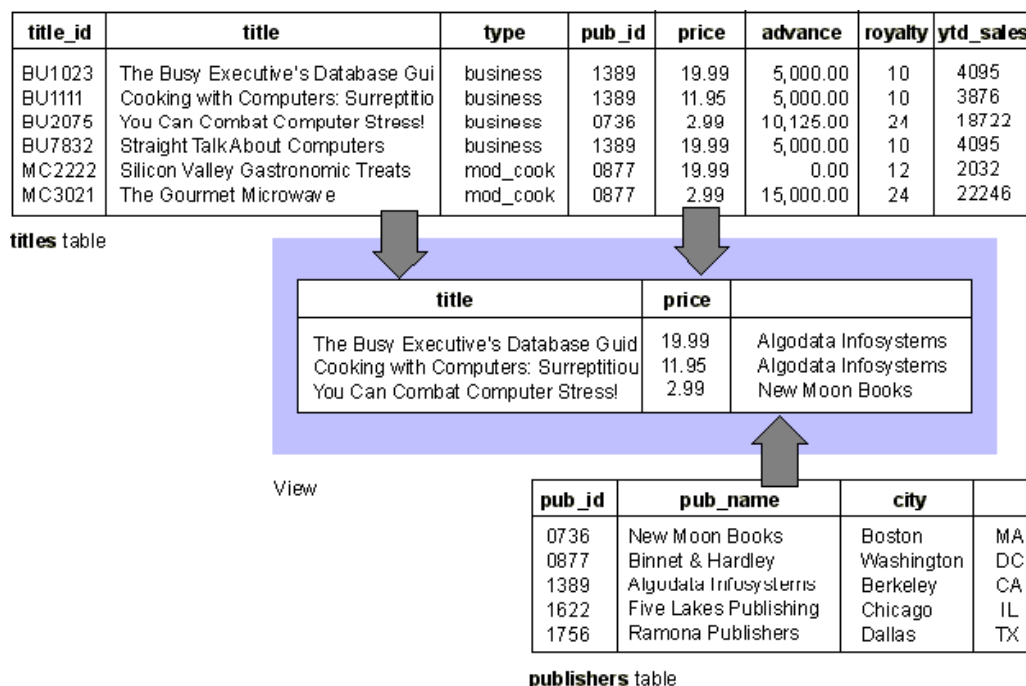 title_id title type pub_id price advance royalty ytd_sales
BU1023 The Busy Executive's Database Gui business 1389 19.99 5,000.00 10 4095
BU1111 Cooking with Computers: Surreptitio business 1389 11.95 5,000.00 10 3876
BU2075 You Can Combat Computer Stress! business 0736 2.99 10,125.00 24 18722
BU7832 Straight Talk About Computers business 1389 19.99 5,000.00 10 4095
MC2222 Silicon Valley Gastronomic Treats mod_cook 0877 19.99 0.00 12 2032
MC3021 The Gourmet Microwave mod_cook 0877 2.99 15,000.00 24 22246
titles table
title price
The Busy Executive's Database Guid 19.99 Algodata Infosystems
Cooking with Computers: Surreptitiou 11.95 Algodata Infosystems
You Can Combat Computer Stress! 2.99 New Moon Books
View
pub_id pub_name city
0736 New Moon Books Boston MA
0877 Binnet & Hardley Washington DC
1389 Algodata Infosystems Berkeley CA
1622 Five Lakes Publishing Chicago IL
1756 Ramona Publishers Dallas TX
publishers table